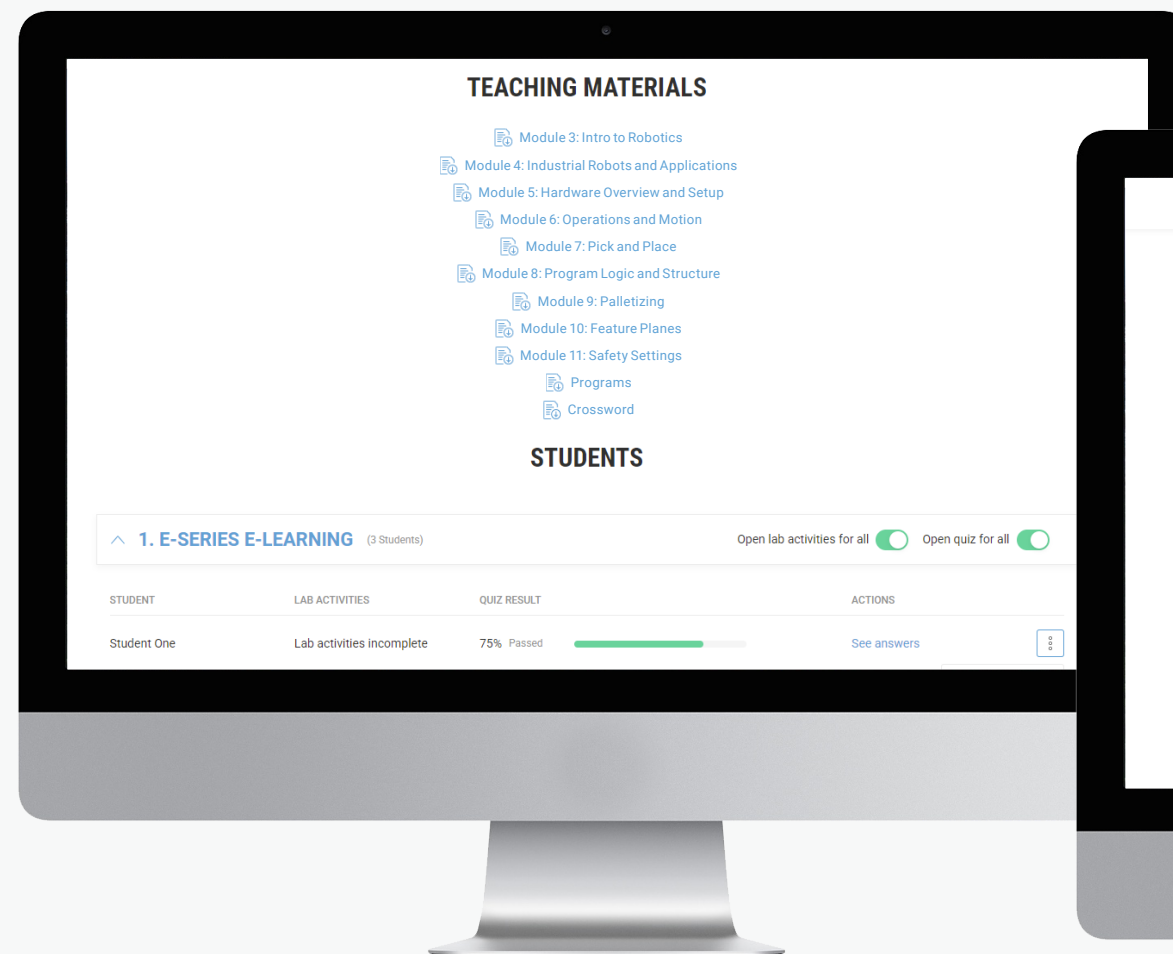 TEACHING MATERIALS
Module 3: Intro to Robotics
Module 4: Industrial Robots and Applications
Module 5: Hardware Overview and Setup
Module 6: Operations and Motion
Module 7: Pick and Place
Module 8: Program Logic and Structure
Module 9: Palletizing
Module 10: Feature Planes
Module 11: Safety Settings
Programs
Crossword
STUDENTS
1. E-SERIES E-LEARNING (3 Students) Open lab activities for all Open quiz for all
STUDENT LAB ACTIVITIES QUIZ RESULT ACTIONS
Student One Lab activities incomplete 75% Passed See answers